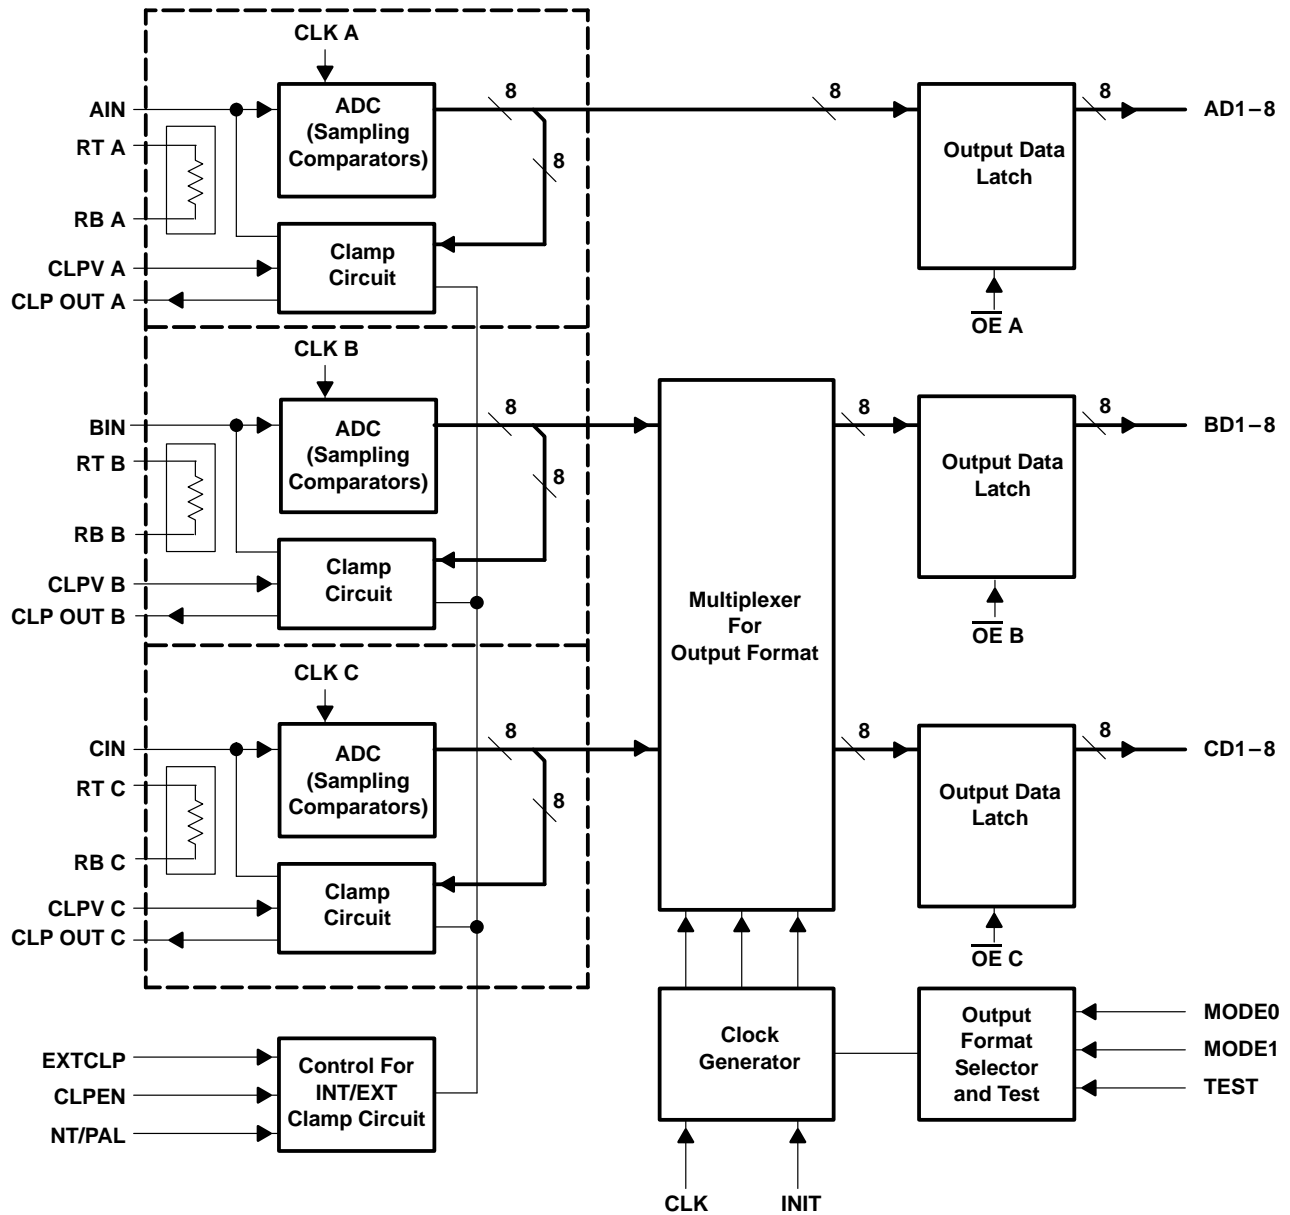 CLK A
8
8
8
AIN
ADC
(Sampling
Comparators)
AD1–8
RT A
Output Data
Latch
8
RB A
Clamp
Circuit
CLPV A
CLP OUT A
OE A
CLK B
8
8
8
BIN
ADC
(Sampling
Comparators)
BD1–8
RT B
Output Data
Latch
8
RB B
Clamp
Circuit
CLPV B
CLP OUT B
Multiplexer
For
Output Format
OE B
CLK C
8
8
8
CIN
ADC
(Sampling
Comparators)
CD1–8
RT C
Output Data
Latch
8
RB C
Clamp
Circuit
CLPV C
CLP OUT C
OE C
EXTCLP
CLPEN
NT/PAL
Control For
INT/EXT
Clamp Circuit
Clock
Generator
Output
Format
Selector
and Test
MODE0
MODE1
TEST
CLK
INIT